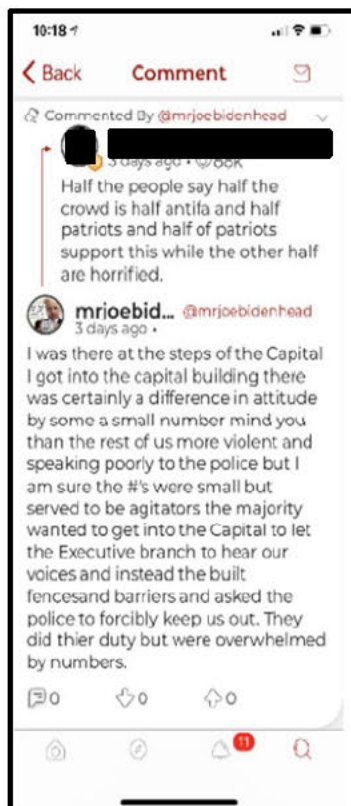 10:18
Back Comment
Commented By @mrjoebidenhead
3 days ago •
Half the people say half the
crowd is half antifa and half
patriots and half of patriots
support this while the other half
are horrified.
mrjoebid... @mrjoebidenhead
3 days ago •
I was there at the steps of the Capital
I got into the capital building there
was certainly a difference in attitude
by some a small number mind you
than the rest of us more violent and
speaking poorly to the police but I
am sure the #'s were small but
served to be agitators the majority
wanted to get into the Capital to let
the Executive branch to hear our
voices and instead the built
fencesand barriers and asked the
police to forcibly keep us out. They
did thier duty but were overwhelmed
by numbers.
0 0 0
11